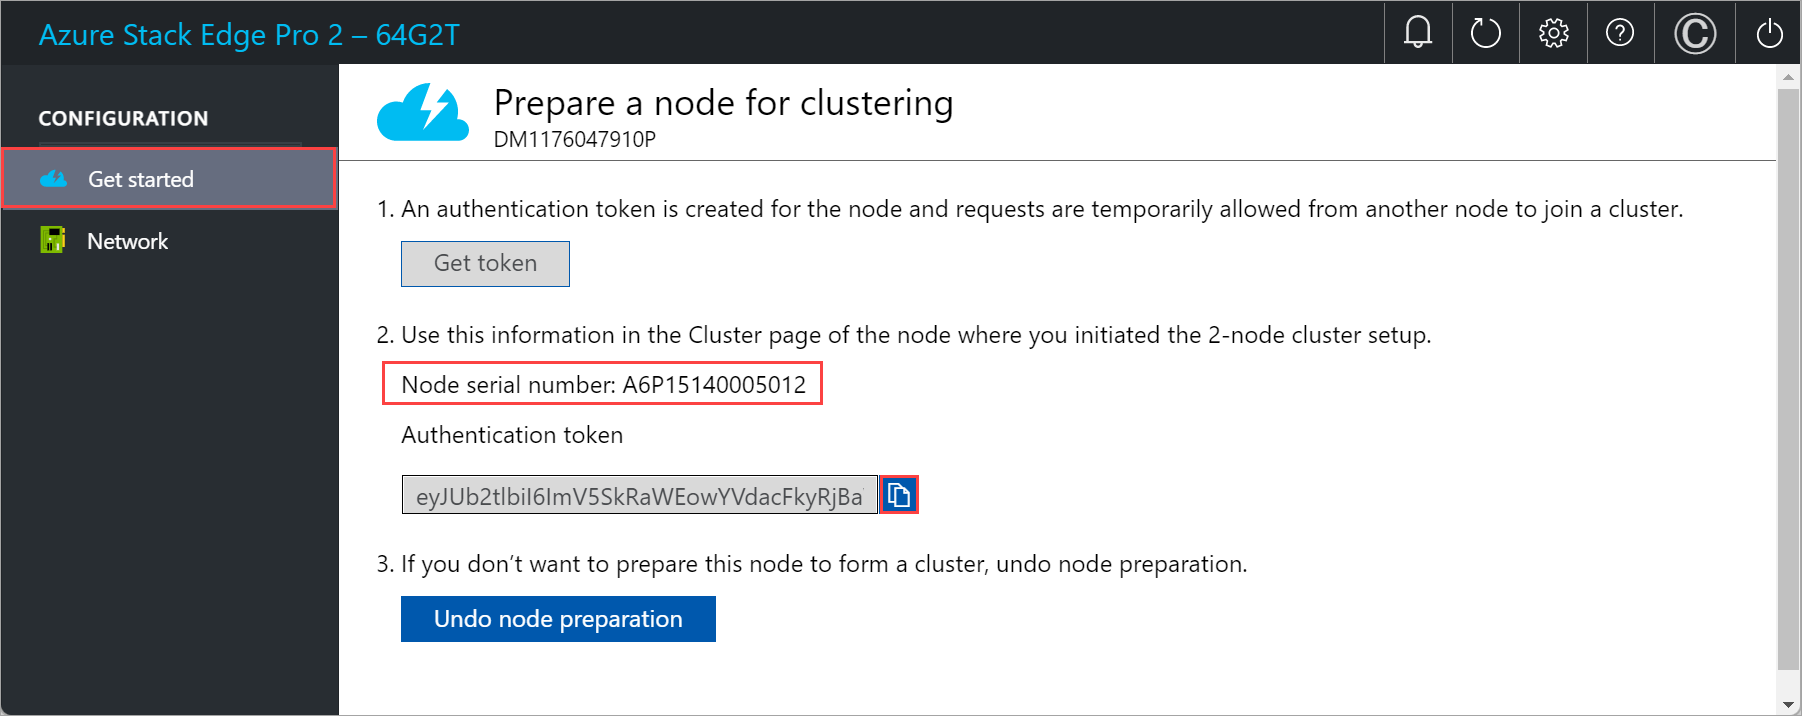 Azure Stack Edge Pro 2 – 64G2T
CONFIGURATION
Get started
Network
Prepare a node for clustering
DM1176047910P
1. An authentication token is created for the node and requests are temporarily allowed from another node to join a cluster.
Get token
2. Use this information in the Cluster page of the node where you initiated the 2-node cluster setup.
Node serial number: A6P15140005012
Authentication token
eyJUb2tlbiI6ImV5SkRaWEowYVdacFkyRjBa
3. If you don’t want to prepare this node to form a cluster, undo node preparation.
Undo node preparation